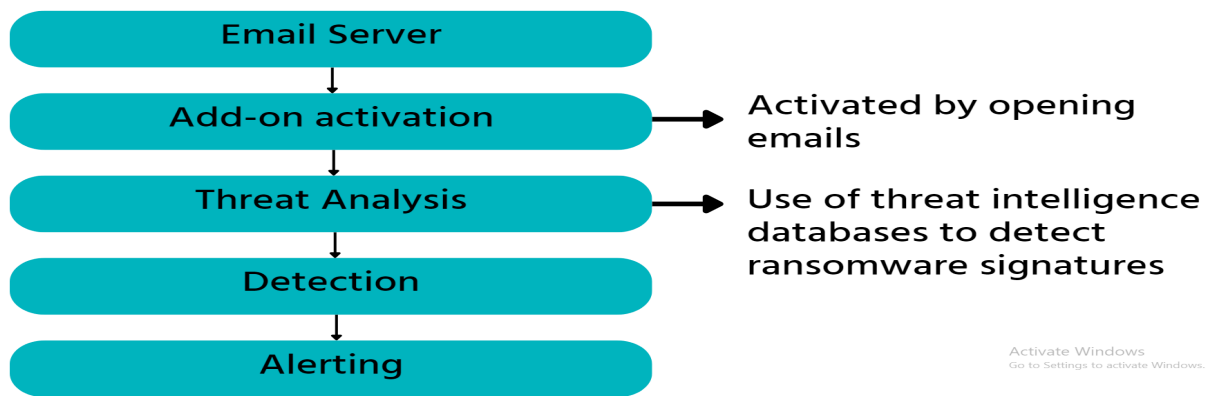 Email Server
Add-on activation
Activated by opening
emails
Threat Analysis
Use of threat intelligence
databases to detect
ransomware signatures
Detection
Alerting
Activate Windows
Go to Settings to activate Windows.